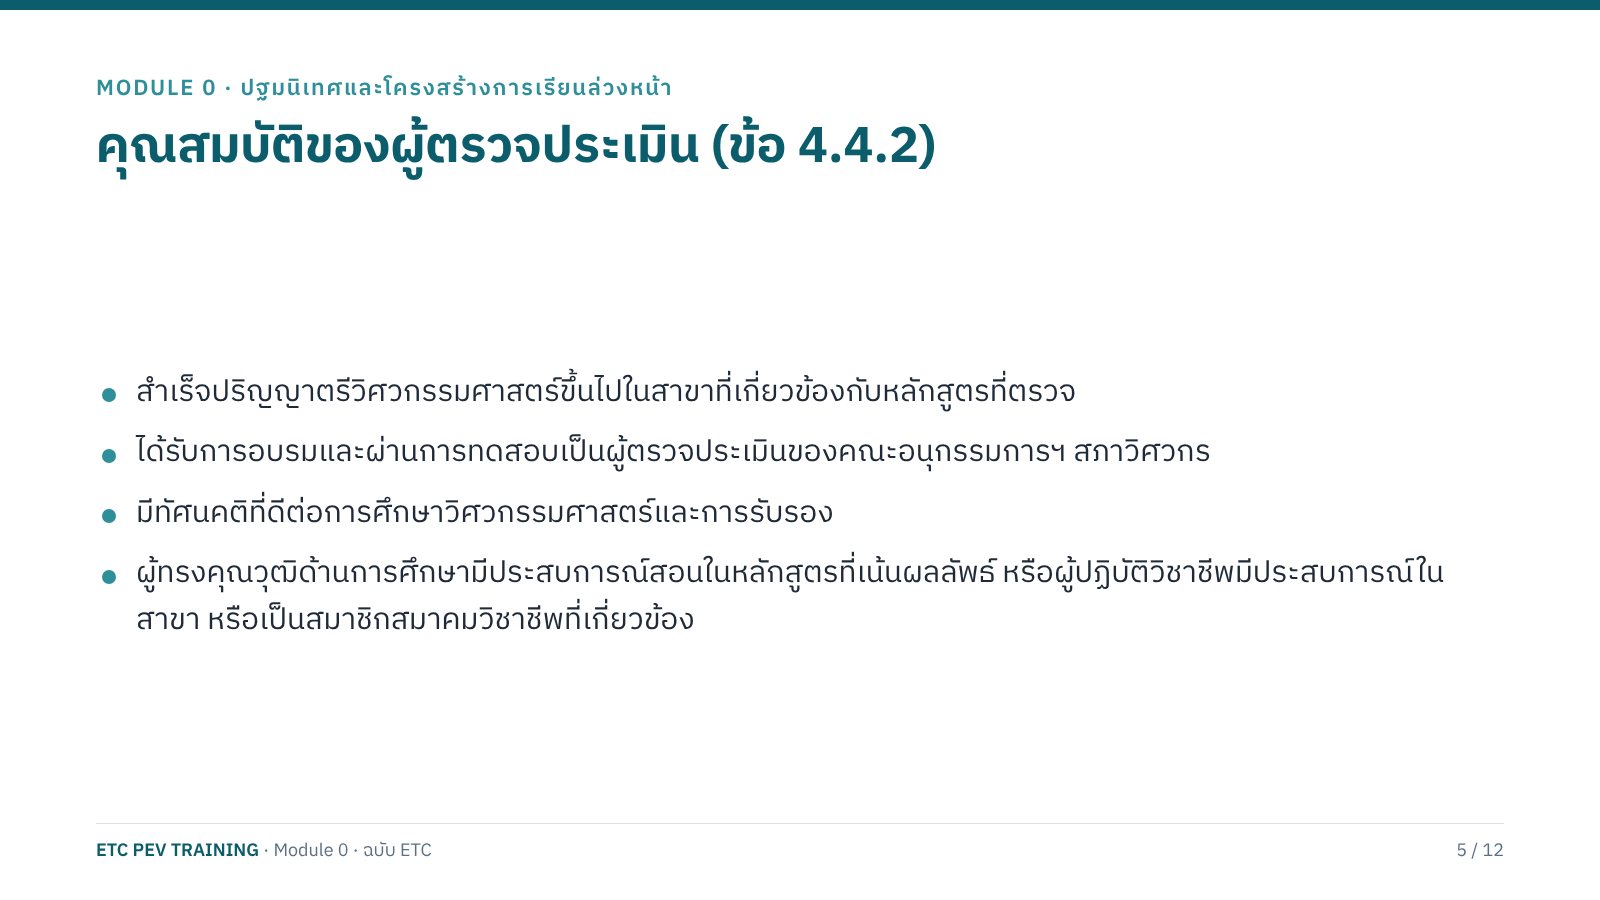 MODULE 0 · ปฐมนิเทศและโครงสร้างการเรียนล่วงหน้า
คุณสมบัติของผู้ตรวจประเมิน (ข้อ 4.4.2)
สำเร็จปริญญาตรีวิศวกรรมศาสตร์ขึ้นไปในสาขาที่เกี่ยวข้องกับหลักสูตรที่ตรวจ
ได้รับการอบรมและผ่านการทดสอบเป็นผู้ตรวจประเมินของคณะอนุกรรมการฯ สภาวิศวกร
มีทัศนคติที่ดีต่อการศึกษาวิศวกรรมศาสตร์และการรับรอง
ผู้ทรงคุณวุฒิด้านการศึกษามีประสบการณ์สอนในหลักสูตรที่เน้นผลลัพธ์ หรือผู้ปฏิบัติวิชาชีพมีประสบการณ์ใน
สาขา หรือเป็นสมาชิกสมาคมวิชาชีพที่เกี่ยวข้อง
ETC PEV TRAINING · Module 0 · ฉบับ ETC
5 / 12